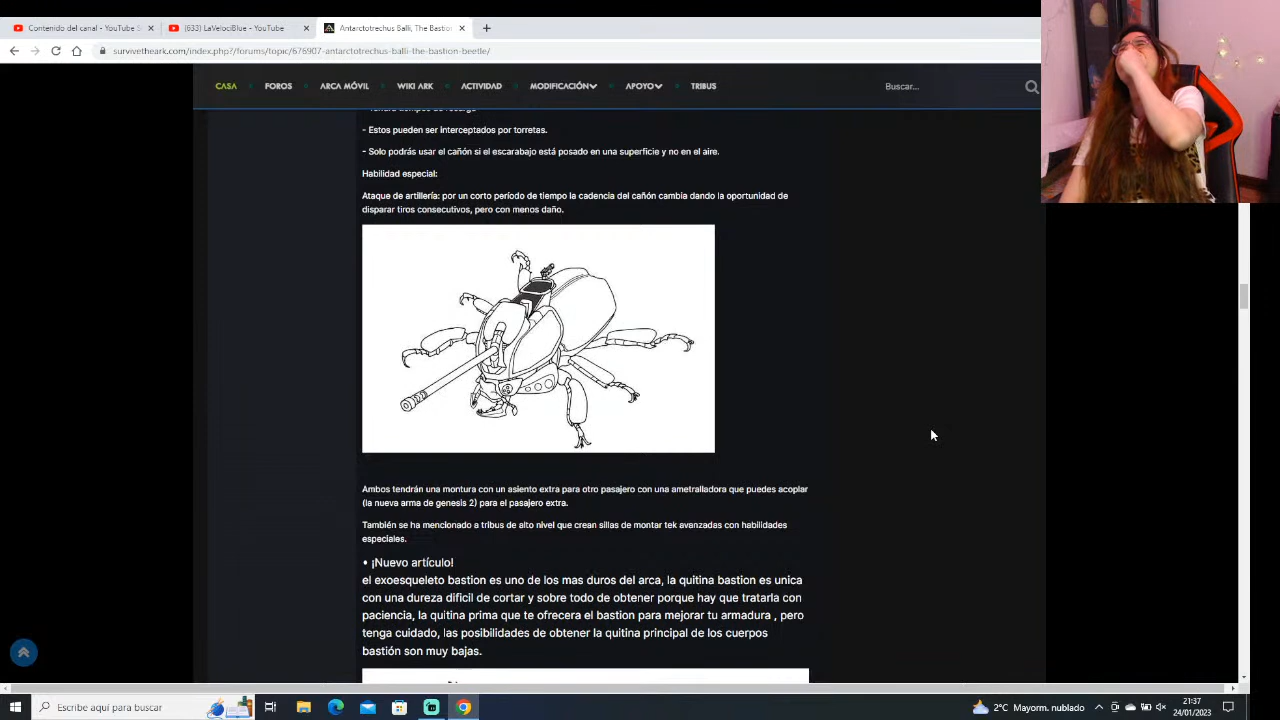 Contenido del canal - YouTube S
(633) LaVelociBlue - YouTube
Antarctotrechus Balli, The Bastion
survivetheark.com/index.php?/forums/topic/676907-antarctotrechus-balli-the-bastion-beetle/
CASA FOROS ARCA MÓVIL WIKI ARK ACTIVIDAD MODIFICACIÓN APOYO TRIBUS Buscar...
- Estos pueden ser interceptados por torretas.
- Solo podrás usar el cañón si el escarabajo está posado en una superficie y no en el aire.
Habilidad especial:
Ataque de artillería: por un corto período de tiempo la cadencia del cañón cambia dando la oportunidad de
disparar tiros consecutivos, pero con menos daño.
Ambos tendrán una montura con un asiento extra para otro pasajero con una ametralladora que puedes acoplar
(la nueva arma de genesis 2) para el pasajero extra.
También se ha mencionado a tribus de alto nivel que crean sillas de montar tek avanzadas con habilidades
especiales.
• ¡Nuevo artículo!
el exoesqueleto bastion es uno de los mas duros del arca, la quitina bastion es unica
con una dureza dificil de cortar y sobre todo de obtener porque hay que tratarla con
paciencia, la quitina prima que te ofrecera el bastion para mejorar tu armadura , pero
tenga cuidado, las posibilidades de obtener la quitina principal de los cuerpos
bastión son muy bajas.
Escribe aquí para buscar
2°C Mayorm. nublado
21:37
24/01/2023